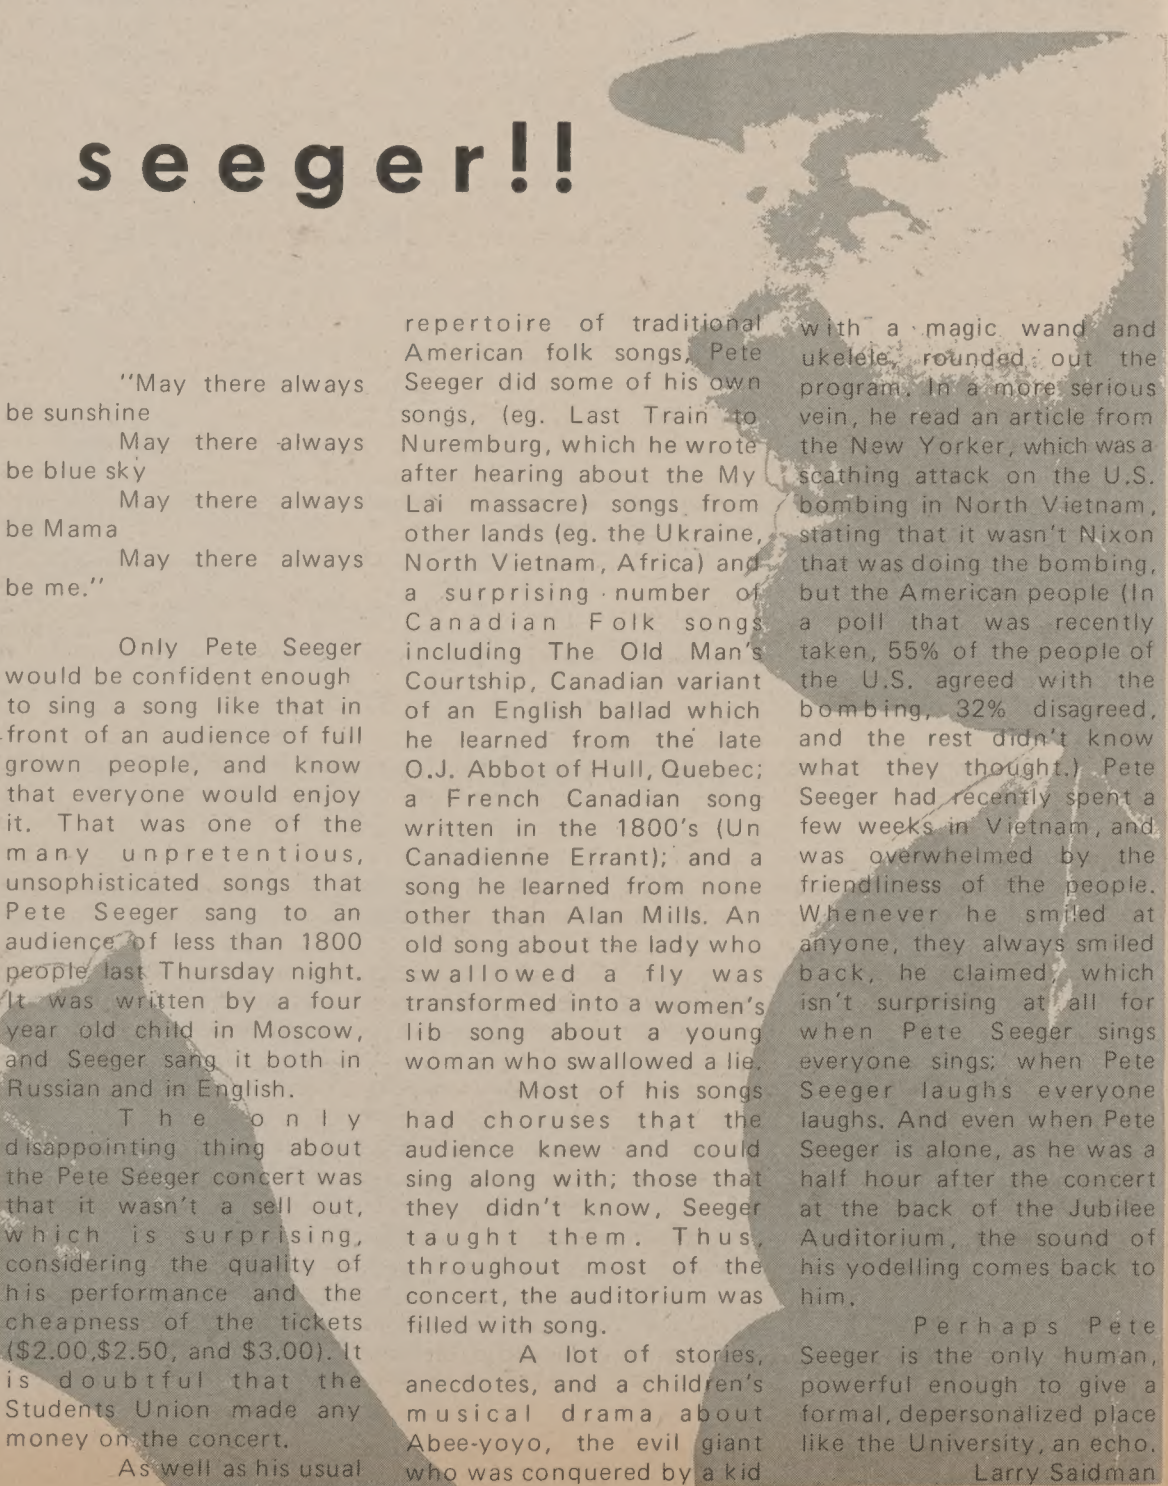 seeger!!
"May there always
be sunshine
May there always
be blue sky
May there always
be Mama
May there always
be me."
Only Pete Seeger
would be confident enough
to sing a song like that in
front of an audience of full
grown people, and know
that everyone would enjoy
it. That was one of the
many unpretentious,
unsophisticated songs that
Pete Seeger sang to an
audience of less than 1800
people last Thursday night.
It was written by a four
year old child in Moscow,
and Seeger sang it both in
Russian and in English.
The only
disappointing thing about
the Pete Seeger concert was
that it wasn't a sell out,
which is surprising,
considering the quality of
his performance and the
cheapness of the tickets
($2.00,$2.50, and $3.00). It
is doubtful that the
Students Union made any
money on the concert.
As well as his usual
repertoire of traditional
American folk songs, Pete
Seeger did some of his own
songs, (eg. Last Train to
Nuremburg, which he wrote
after hearing about the My
Lai massacre) songs from
other lands (eg. the Ukraine,
North Vietnam, Africa) and
a surprising number of
Canadian Folk songs
including The Old Man's
Courtship, Canadian variant
of an English ballad which
he learned from the late
O.J. Abbot of Hull, Quebec;
a French Canadian song
written in the 1800's (Un
Canadienne Errant); and a
song he learned from none
other than Alan Mills. An
old song about the lady who
swallowed a fly was
transformed into a women's
lib song about a young
woman who swallowed a lie.
Most of his songs
had choruses that the
audience knew and could
sing along with; those that
they didn't know, Seeger
taught them. Thus,
throughout most of the
concert, the auditorium was
filled with song.
A lot of stories,
anecdotes, and a children's
musical drama about
Abee-yoyo, the evil giant
who was conquered by a kid
with a magic wand and
ukelele, rounded out the
program. In a more serious
vein, he read an article from
the New Yorker, which was a
scathing attack on the U.S.
bombing in North Vietnam,
stating that it wasn't Nixon
that was doing the bombing,
but the American people (In
a poll that was recently
taken, 55% of the people of
the U.S. agreed with the
bombing, 32% disagreed,
and the rest didn't know
what they thought.) Pete
Seeger had recently spent a
few weeks in Vietnam, and
was overwhelmed by the
friendliness of the people.
Whenever he smiled at
anyone, they always smiled
back, he claimed, which
isn't surprising at all for
when Pete Seeger sings
everyone sings; when Pete
Seeger laughs everyone
laughs. And even when Pete
Seeger is alone, as he was a
half hour after the concert
at the back of the Jubilee
Auditorium, the sound of
his yodelling comes back to
him.
Perhaps Pete
Seeger is the only human,
powerful enough to give a
formal, depersonalized place
like the University, an echo.
Larry Saidman